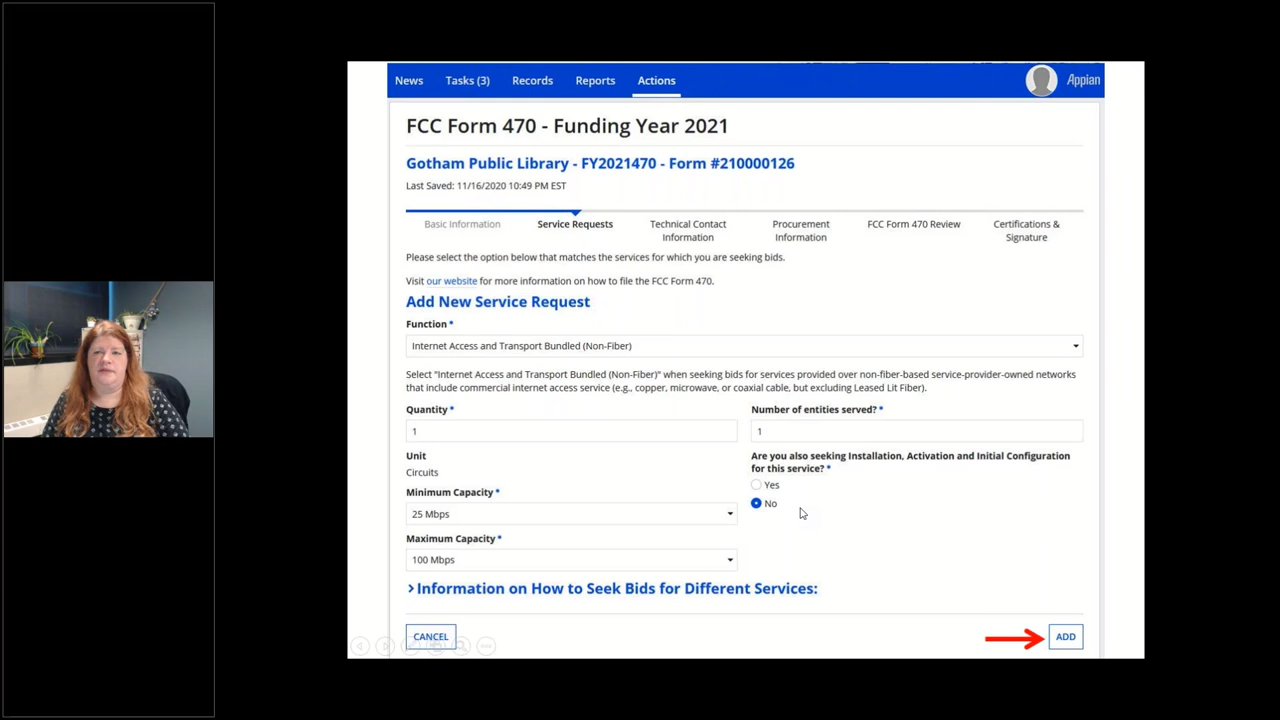 News Tasks (3) Records Reports Actions Appian
FCC Form 470 - Funding Year 2021
Gotham Public Library - FY2021470 - Form #210000126
Last Saved: 11/16/2020 10:49 PM EST
Basic Information
Service Requests
Technical Contact
Information
Procurement
Information
FCC Form 470 Review
Certifications &
Signature
Please select the option below that matches the services for which you are seeking bids.
Visit our website for more information on how to file the FCC Form 470.
Add New Service Request
Function *
Internet Access and Transport Bundled (Non-Fiber)
Select "Internet Access and Transport Bundled (Non-Fiber)" when seeking bids for services provided over non-fiber-based service-provider-owned networks
that include commercial internet access service (e.g., copper, microwave, or coaxial cable, but excluding Leased Lit Fiber).
Quantity *
1
Unit
Circuits
Minimum Capacity *
25 Mbps
Maximum Capacity *
100 Mbps
Number of entities served? *
1
Are you also seeking Installation, Activation and Initial Configuration
for this service? *
Yes
No
Information on How to Seek Bids for Different Services:
CANCEL
ADD